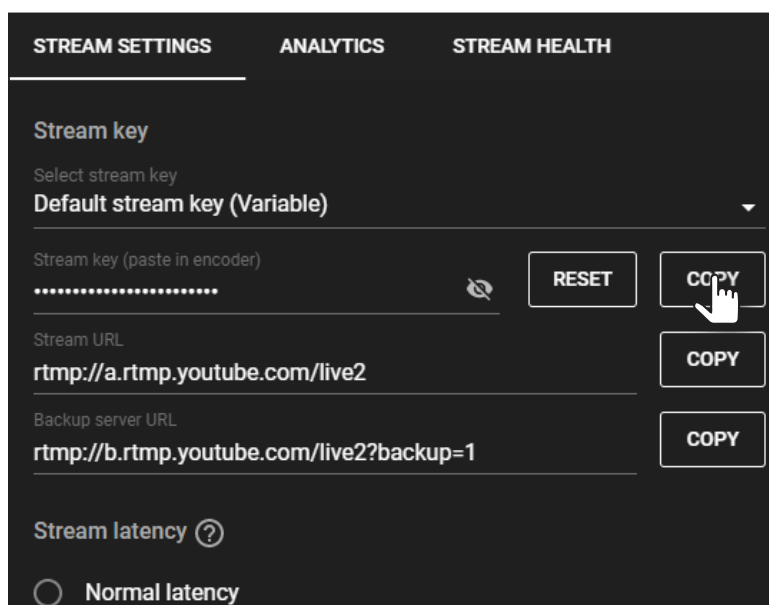 STREAM SETTINGS ANALYTICS STREAM HEALTH
Stream key
Select stream key
Default stream key (Variable)
Stream key (paste in encoder)
•••••••••••••••••••••••• RESET COPY
Stream URL
rtmp://a.rtmp.youtube.com/live2 COPY
Backup server URL
rtmp://b.rtmp.youtube.com/live2?backup=1 COPY
Stream latency ?
Normal latency